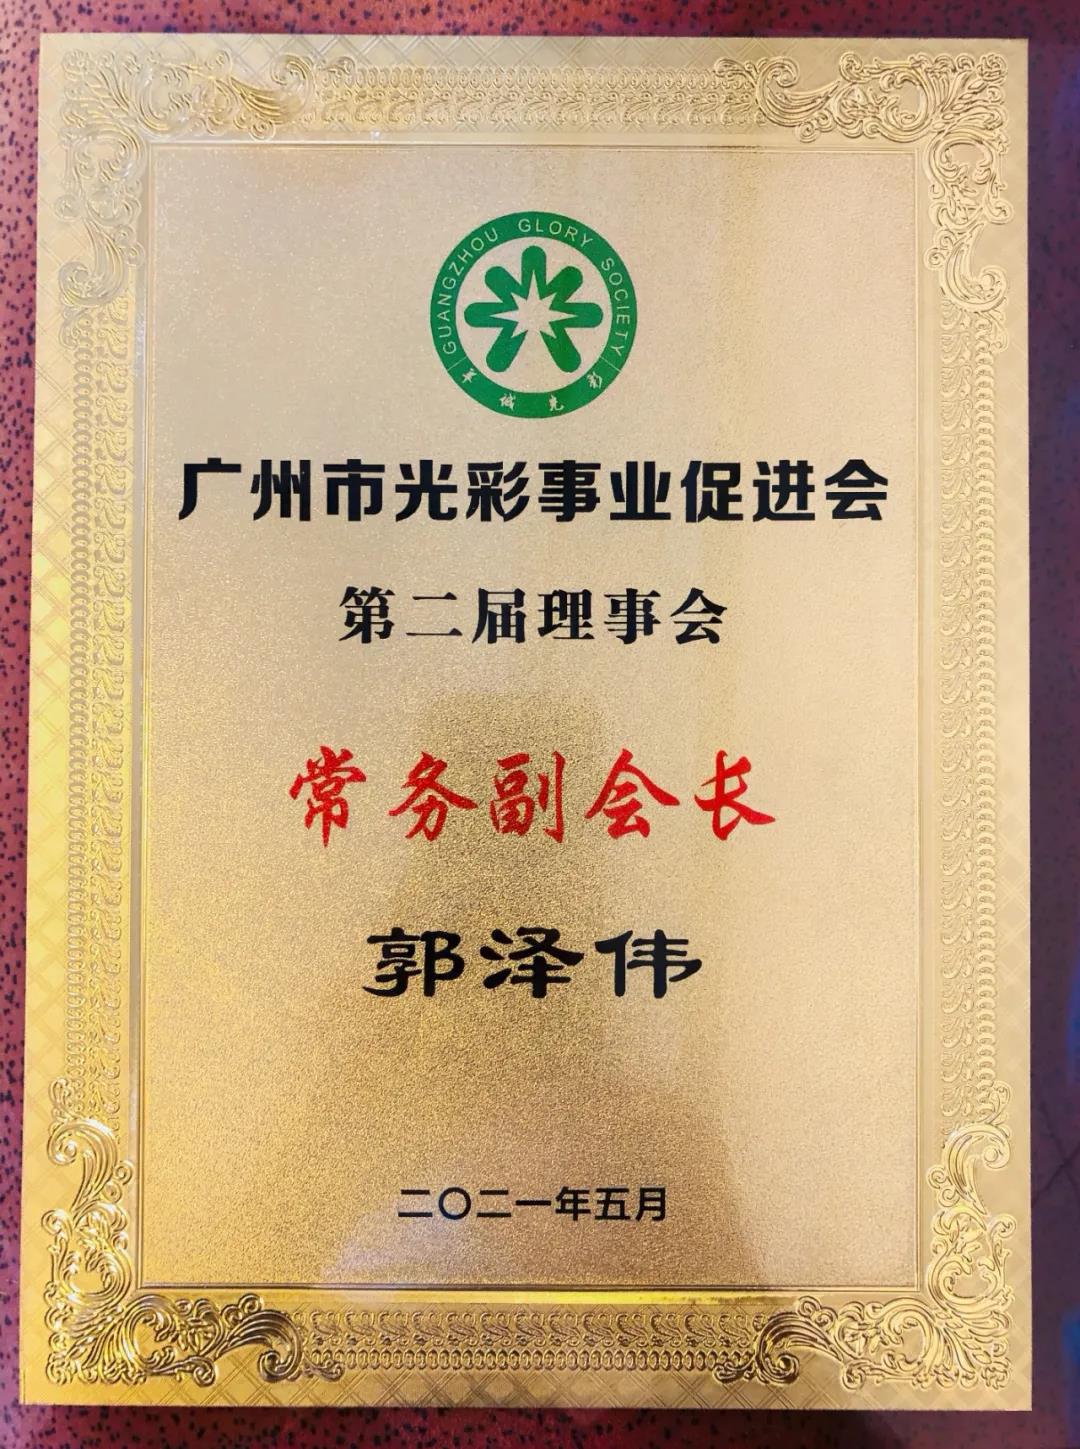 GUANGZHOU GLORY SOCIETY
羊城光彩
广州市光彩事业促进会
第二届理事会
常务副会长
郭泽伟
二〇二一年五月